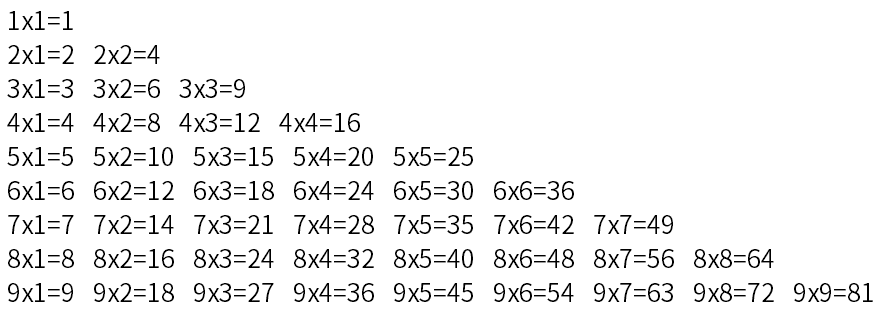 1x1=1
2x1=2 2x2=4
3x1=3 3x2=6 3x3=9
4x1=4 4x2=8 4x3=12 4x4=16
5x1=5 5x2=10 5x3=15 5x4=20 5x5=25
6x1=6 6x2=12 6x3=18 6x4=24 6x5=30 6x6=36
7x1=7 7x2=14 7x3=21 7x4=28 7x5=35 7x6=42 7x7=49
8x1=8 8x2=16 8x3=24 8x4=32 8x5=40 8x6=48 8x7=56 8x8=64
9x1=9 9x2=18 9x3=27 9x4=36 9x5=45 9x6=54 9x7=63 9x8=72 9x9=81